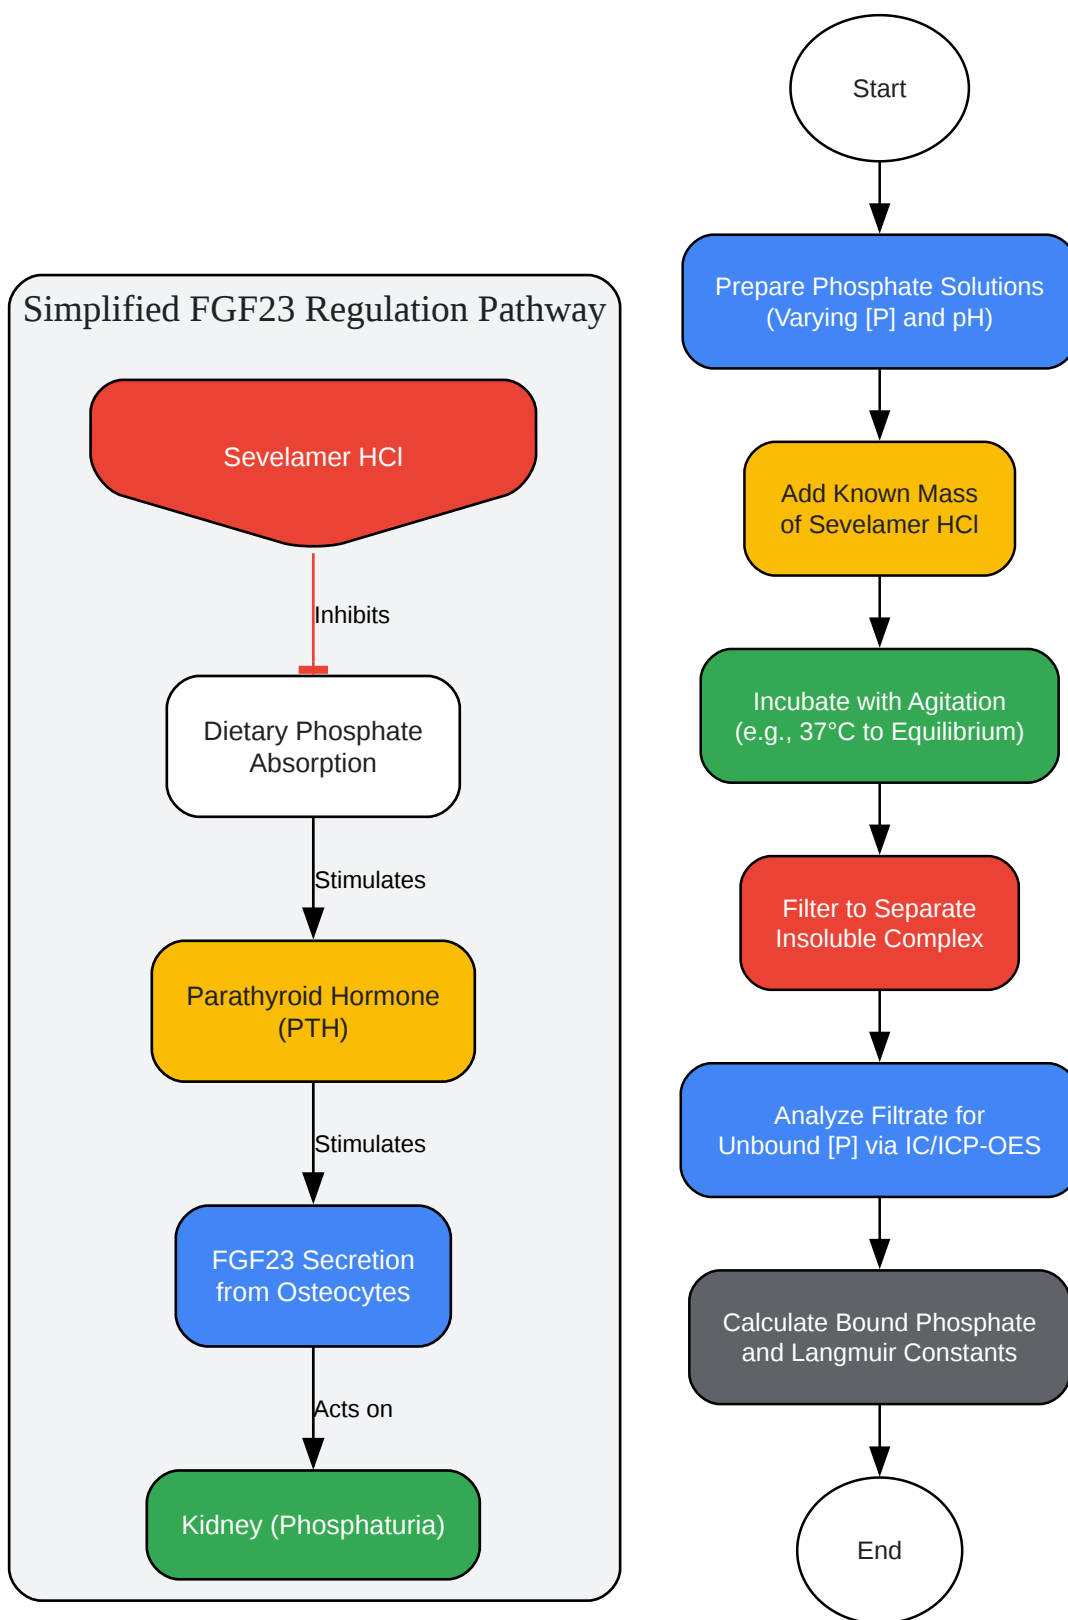 Simplified FGF23 Regulation Pathway
Sevelamer HCl
Inhibits
Dietary Phosphate
Absorption
Stimulates
Parathyroid Hormone
(PTH)
Stimulates
FGF23 Secretion
from Osteocytes
Acts on
Kidney (Phosphaturia)
Start
Prepare Phosphate Solutions
(Varying [P] and pH)
Add Known Mass
of Sevelamer HCl
Incubate with Agitation
(e.g., 37°C to Equilibrium)
Filter to Separate
Insoluble Complex
Analyze Filtrate for
Unbound [P] via IC/ICP-OES
Calculate Bound Phosphate
and Langmuir Constants
End